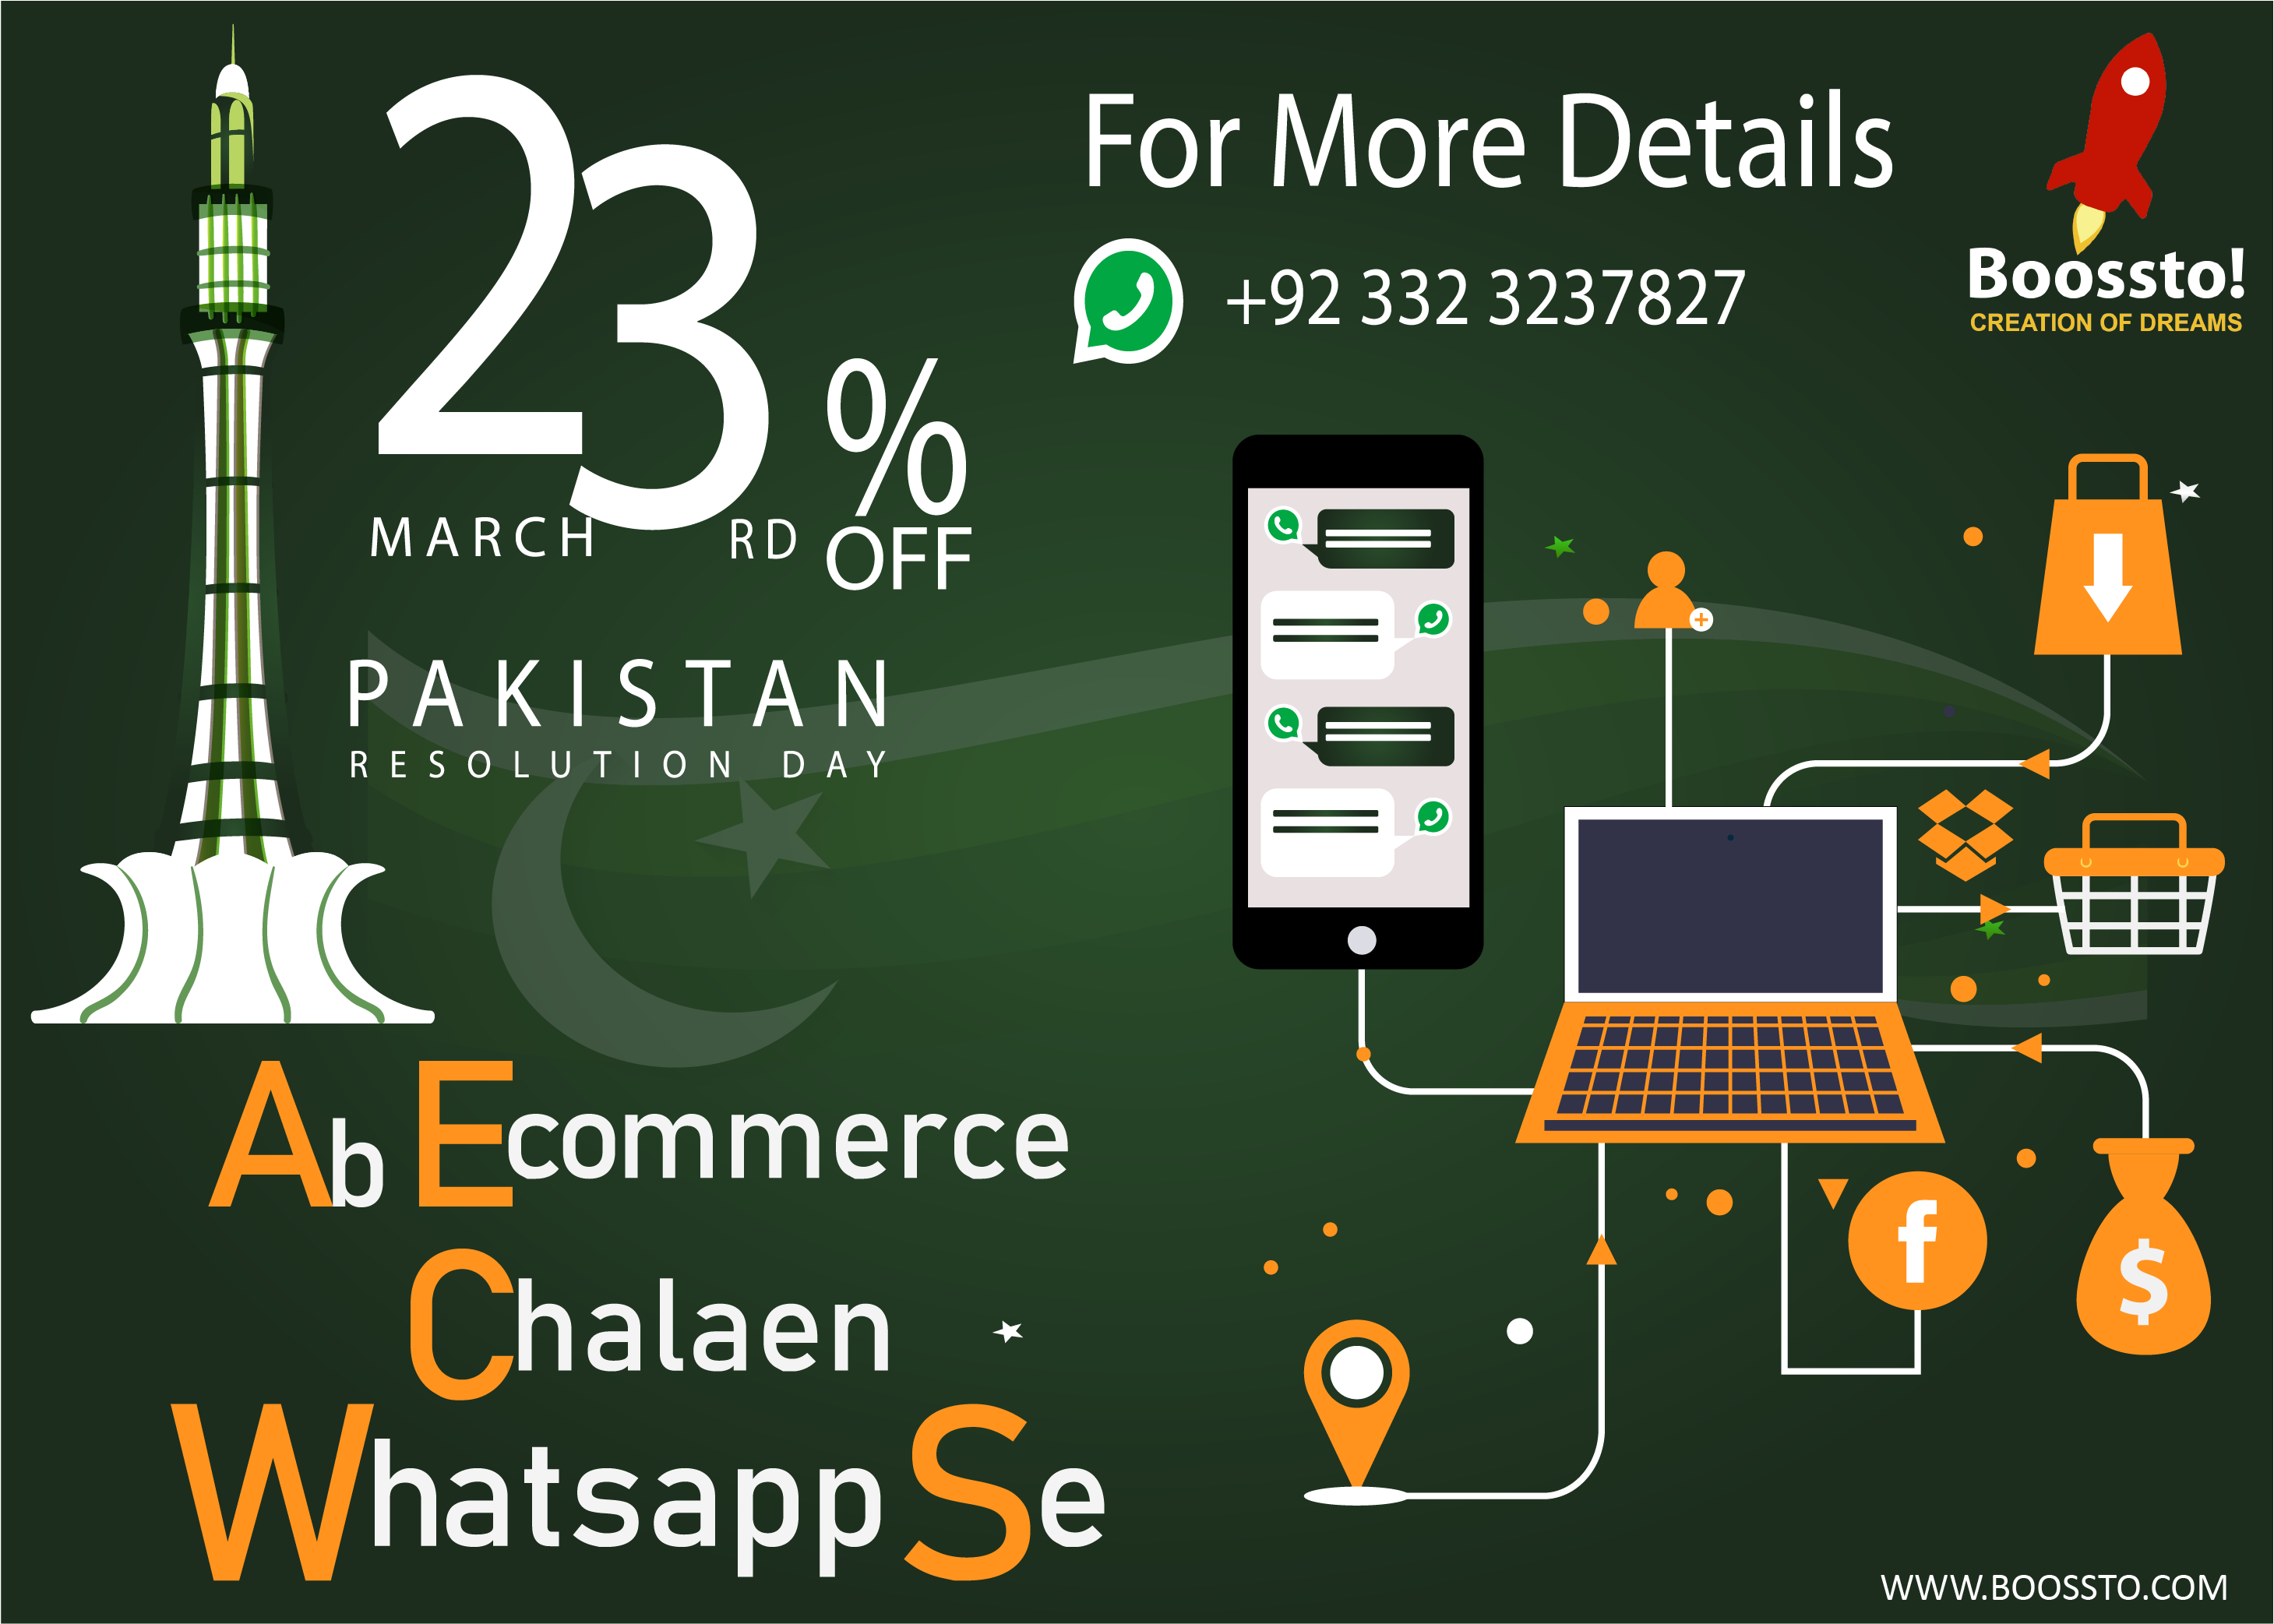 23
%
OFF
MARCH RD
PAKISTAN
RESOLUTION DAY
For More Details
+92 332 3237827
Boossto!
CREATION OF DREAMS
Ab Ecommerce
Chalaen
Whatsapp Se
f
$
WWW.BOOSSTO.COM